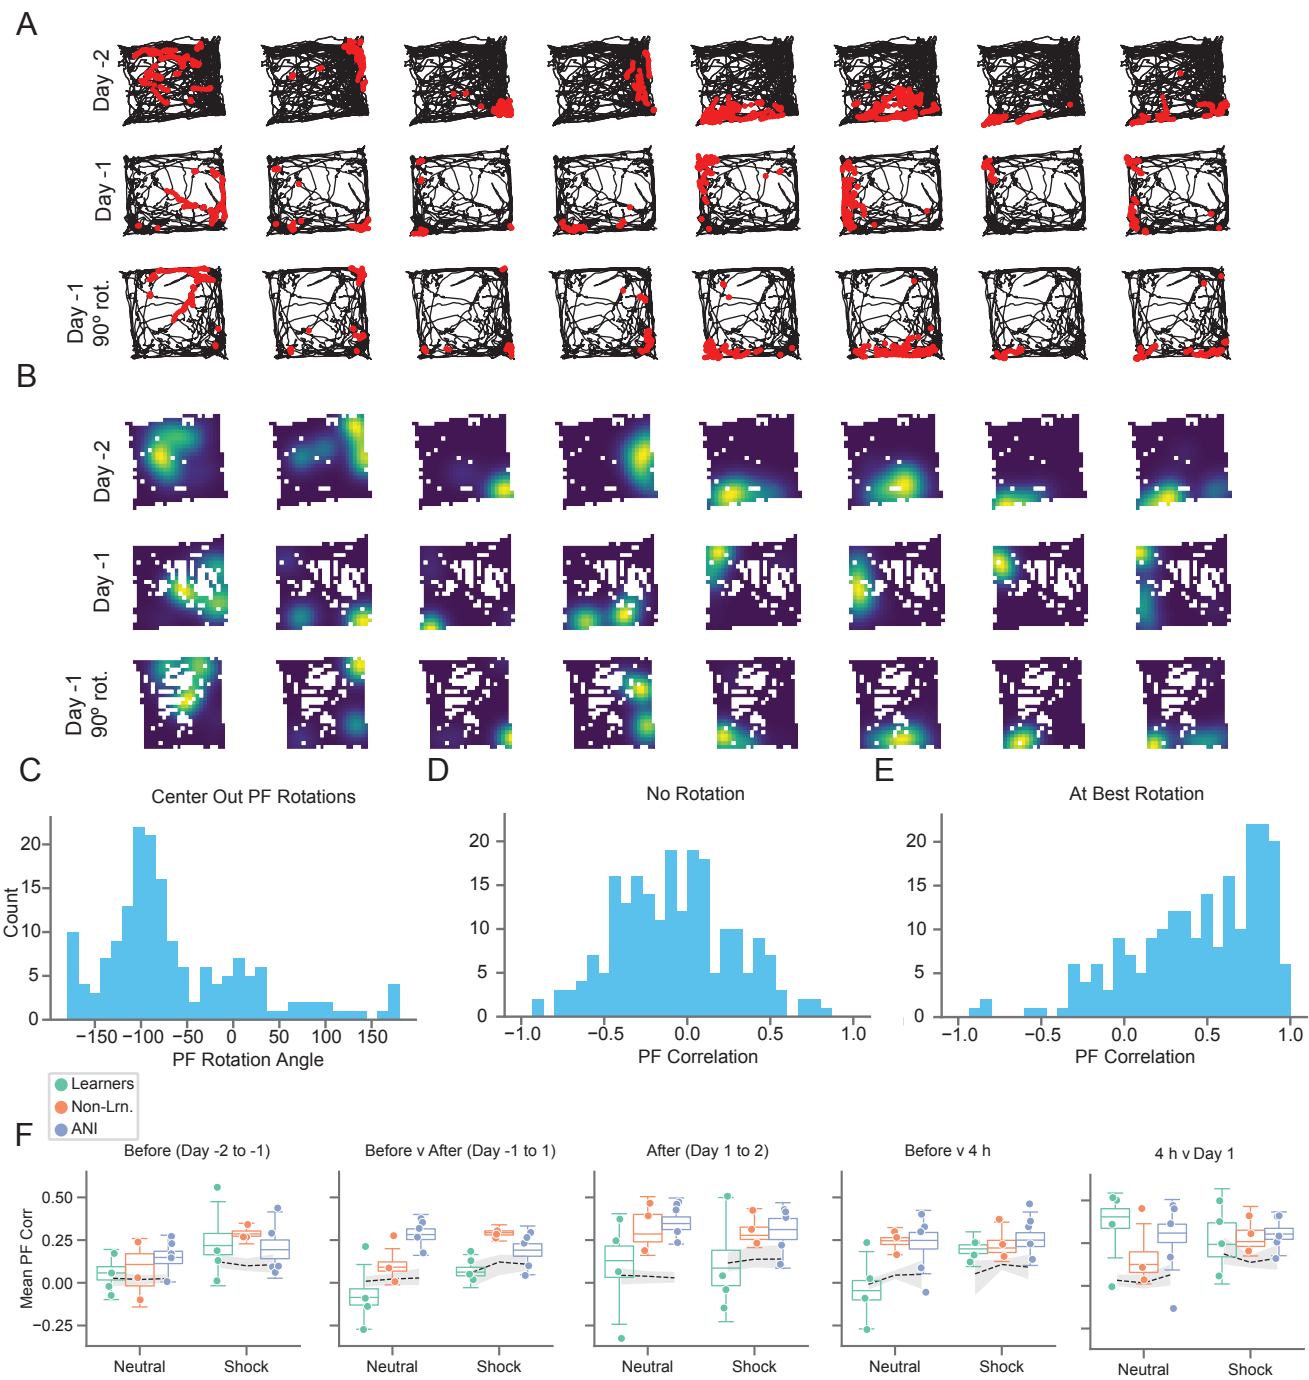 A
Day -2
Day -1
Day -1
90º rot.
B
Day -2
Day -1
Day -1
90º rot.
C
D
E
Center Out PF Rotations
No Rotation
At Best Rotation
Count
20
15
10
5
0
−150 −100 −50 0 50 100 150
PF Rotation Angle
20
15
10
5
0
−1.0 −0.5 0.0 0.5 1.0
PF Correlation
20
15
10
5
0
−1.0 −0.5 0.0 0.5 1.0
PF Correlation
Learners
Non-Lrn.
ANI
F
Before (Day -2 to -1)
Before v After (Day -1 to 1)
After (Day 1 to 2)
Before v 4 h
4 h v Day 1
Mean PF Corr
0.50
0.25
0.00
−0.25
Neutral Shock
Neutral Shock
Neutral Shock
Neutral Shock
Neutral Shock